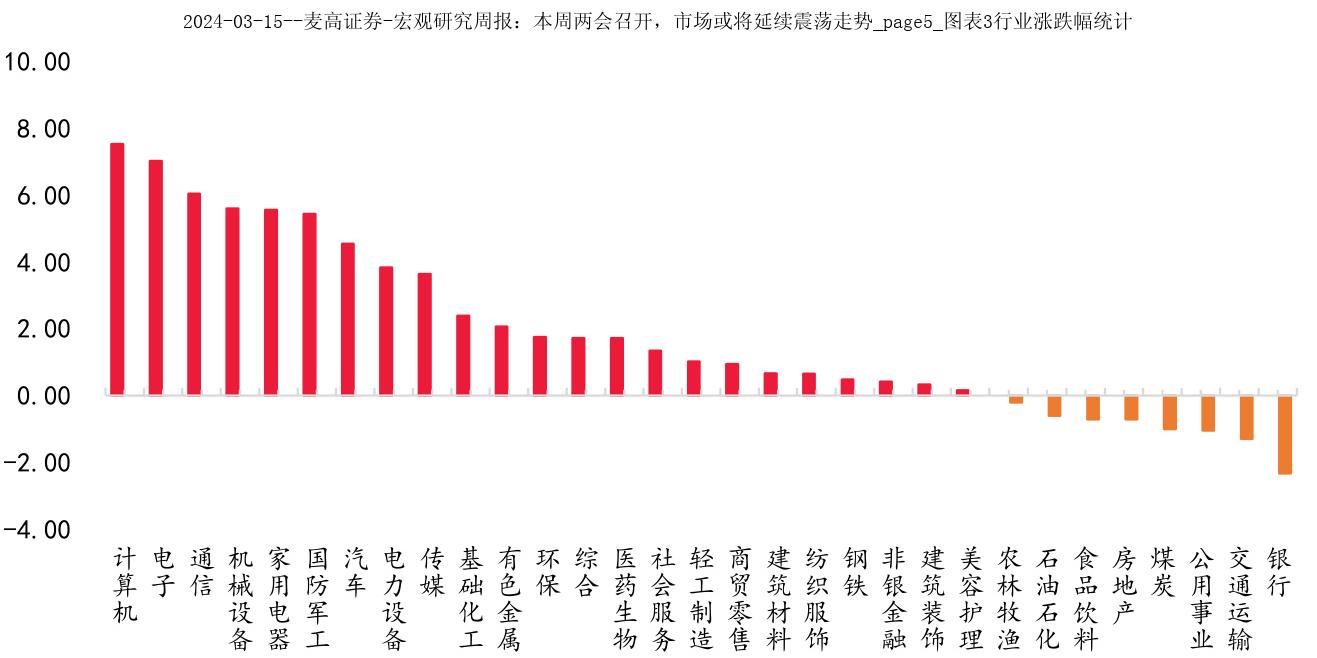 2024-03-15--麦高证券-宏观研究周报：本周两会召开，市场或将延续震荡走势_page5_图表3行业涨跌幅统计
10.00
8.00
6.00
4.00
2.00
0.00
-2.00
-4.00
计算机
电子
通信
机械设备
家用电器
国防军工
汽车
电力设备
传媒
基础化工
有色金属
环保
综合
医药生物
社会服务
轻工制造
商贸零售
建筑材料
纺织服饰
钢铁
非银金融
建筑装饰
美容护理
农林牧渔
石油石化
食品饮料
房地产
煤炭
公用事业
交通运输
银行